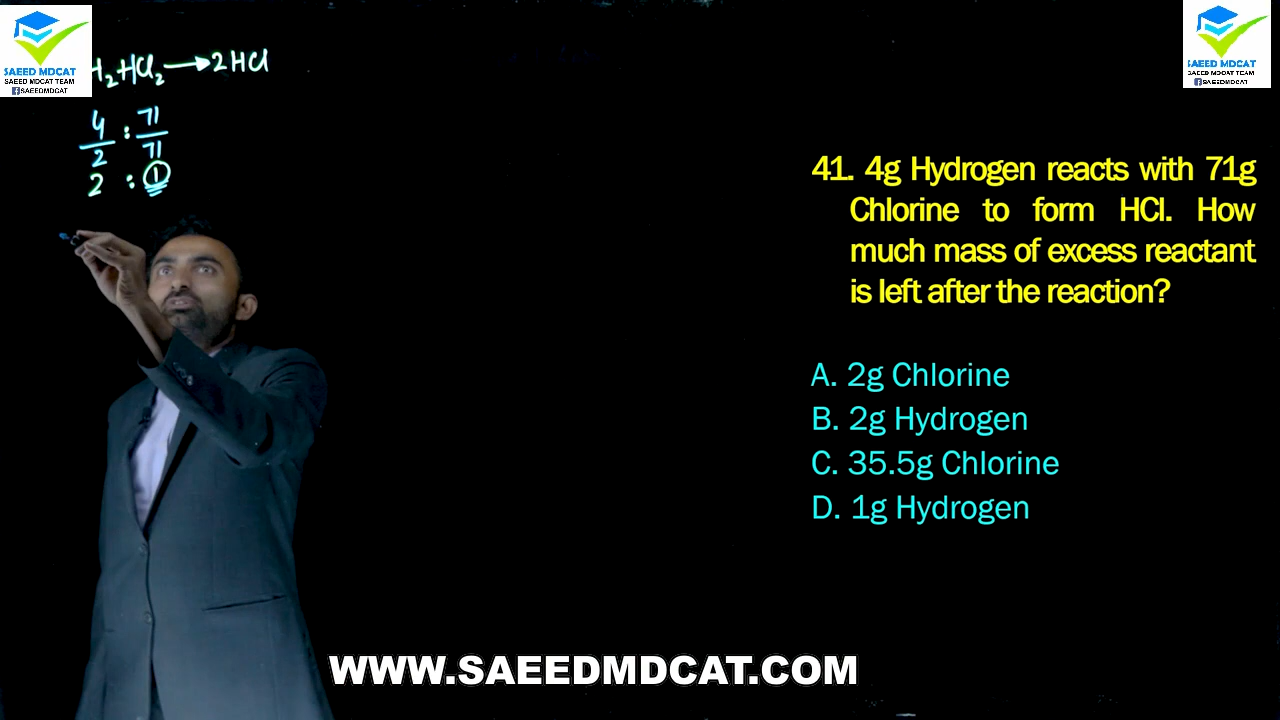 SAEED MDCAT
SAEED MDCAT TEAM
f SAEEDMDCAT
SAEED MDCAT
SAEED MDCAT TEAM
f SAEEDMDCAT
H₂+Cl₂ → 2HCl
4/2 : 71/71
2 : 1
41. 4g Hydrogen reacts with 71g
Chlorine to form HCl. How
much mass of excess reactant
is left after the reaction?
A. 2g Chlorine
B. 2g Hydrogen
C. 35.5g Chlorine
D. 1g Hydrogen
WWW.SAEEDMDCAT.COM